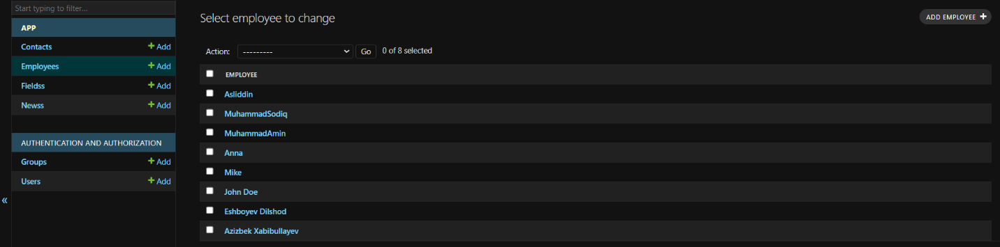 Start typing to filter...
APP
Contacts + Add
Employees + Add
Fieldss + Add
Newss + Add
AUTHENTICATION AND AUTHORIZATION
Groups + Add
Users + Add
«
Select employee to change
ADD EMPLOYEE +
Action: --------- Go 0 of 8 selected
EMPLOYEE
Asliddin
MuhammadSodiq
MuhammadAmin
Anna
Mike
John Doe
Eshboyev Dilshod
Azizbek Xabibullayev